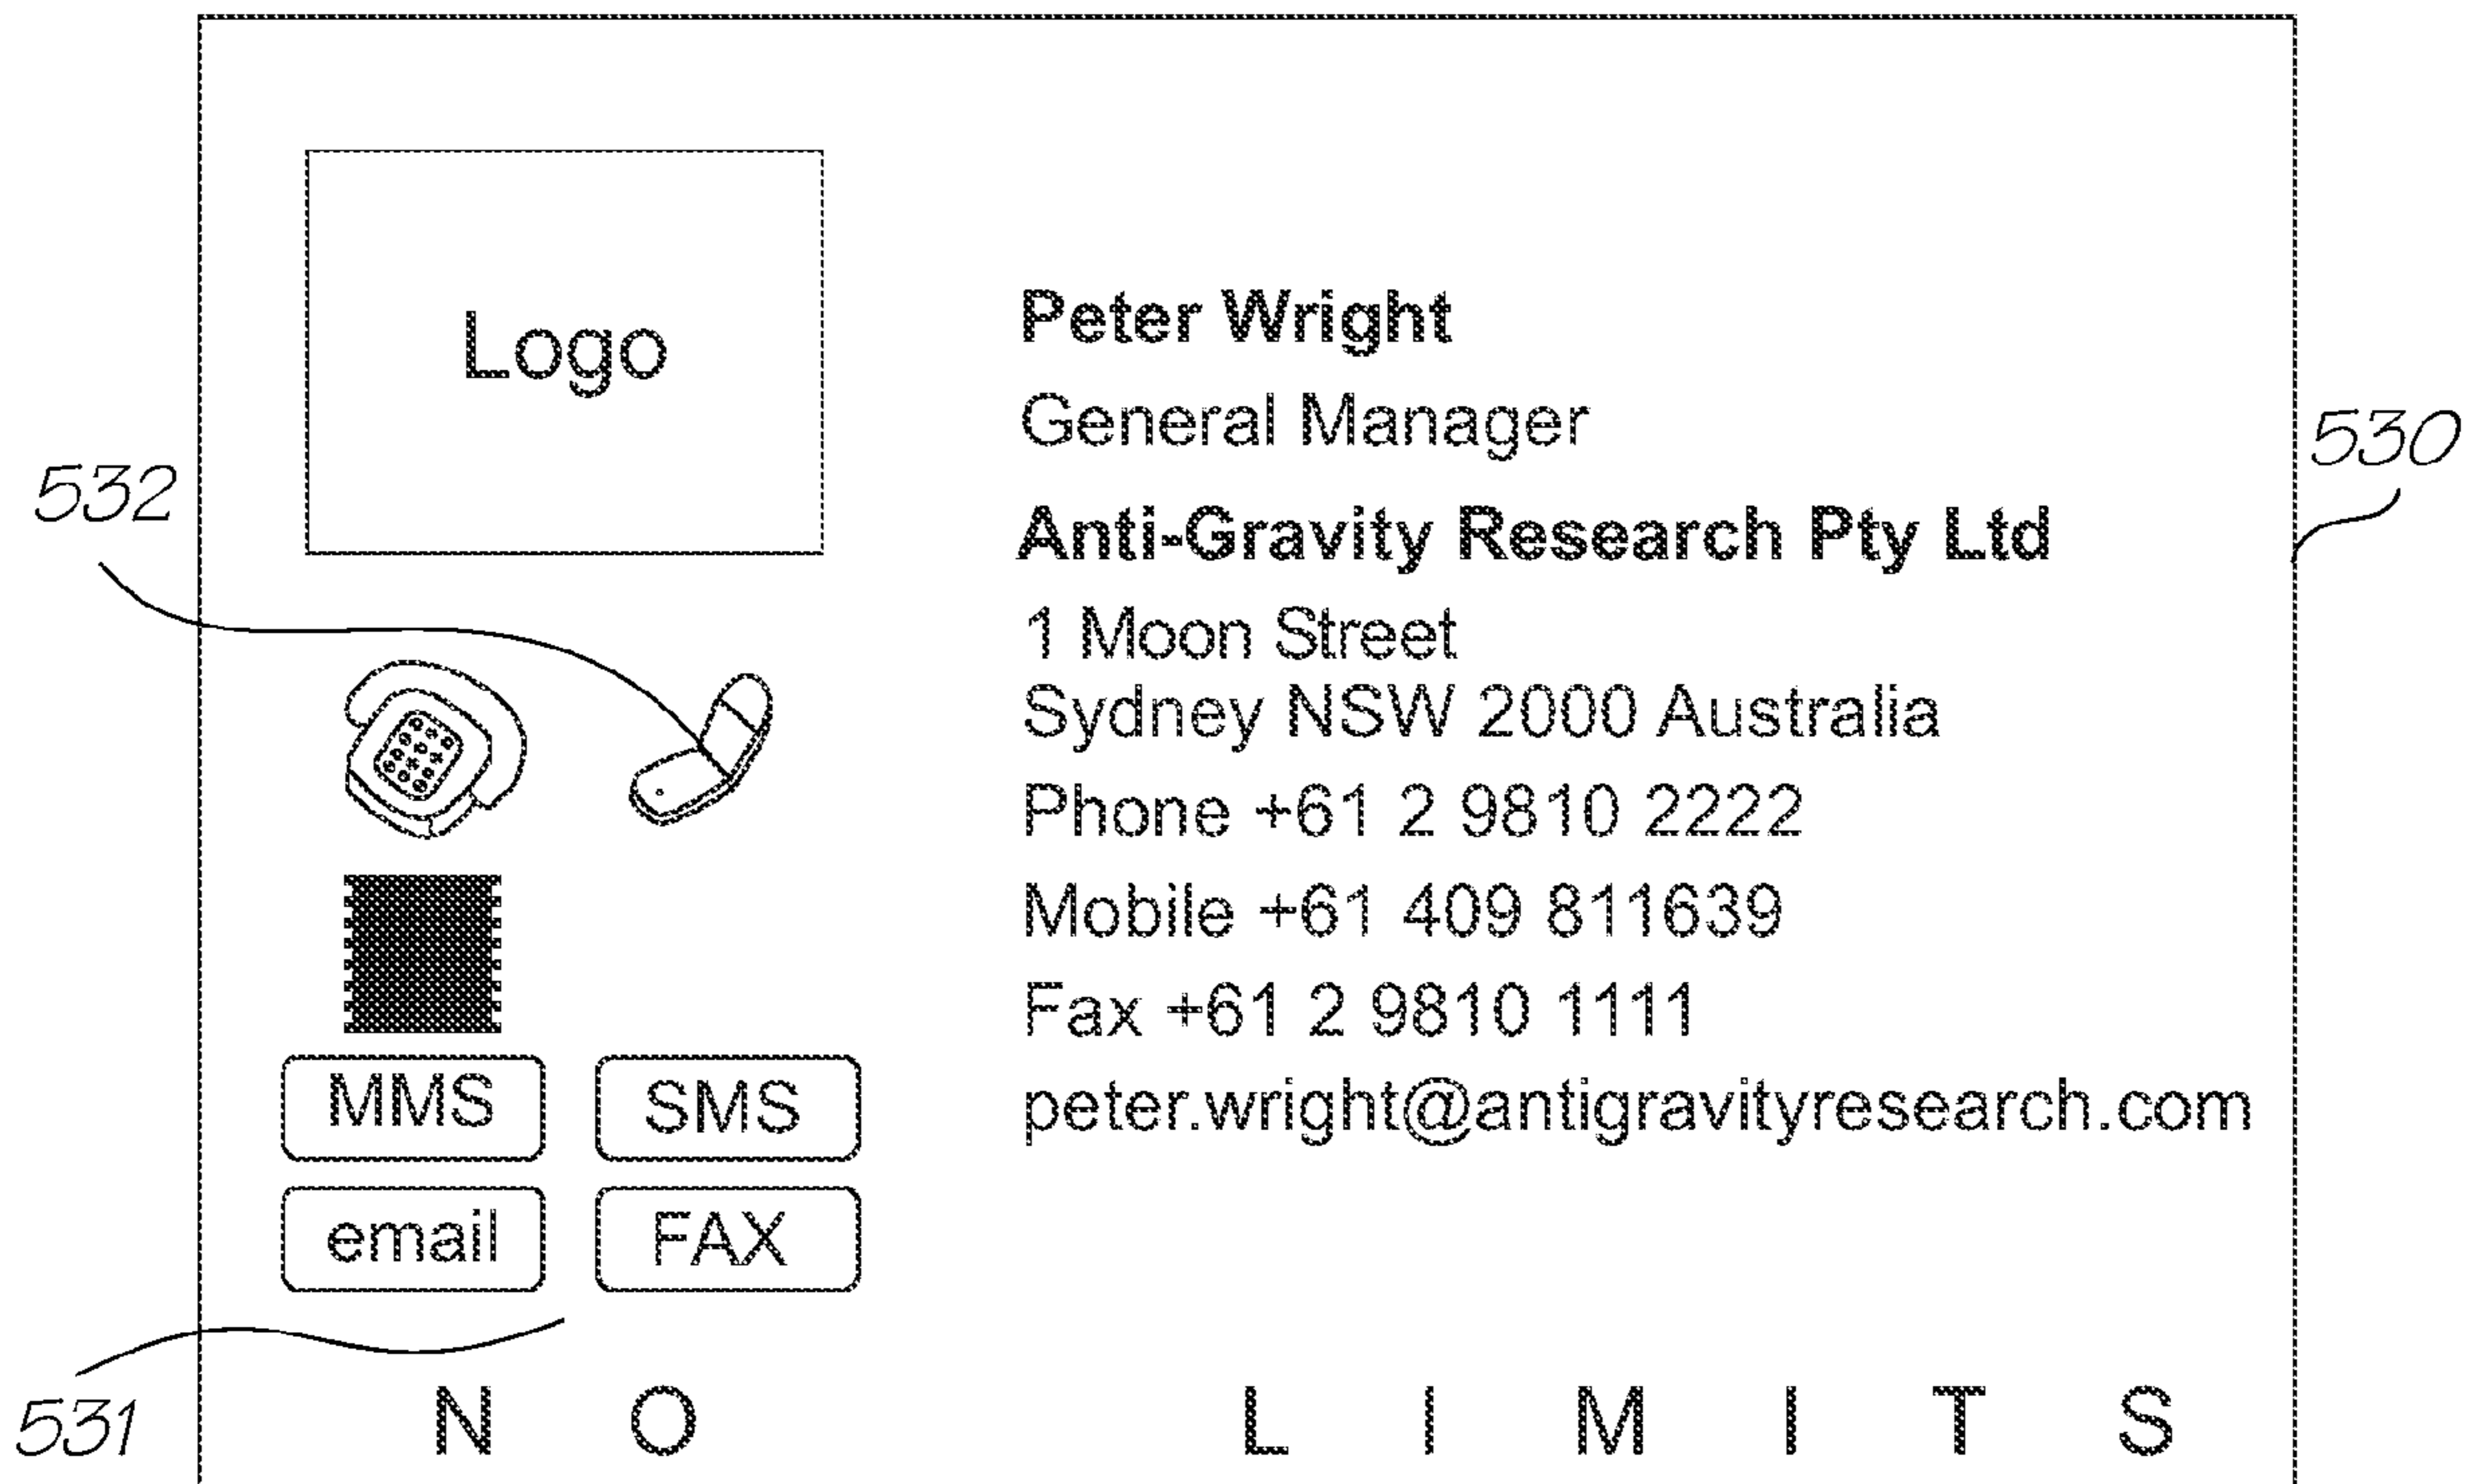 Logo
Peter Wright
General Manager
Anti-Gravity Research Pty Ltd
1 Moon Street
Sydney NSW 2000 Australia
Phone +61 2 9810 2222
Mobile +61 409 811639
Fax +61 2 9810 1111
peter.wright@antigravityresearch.com
532
530
MMS SMS
email FAX
531
N O L I M I T S